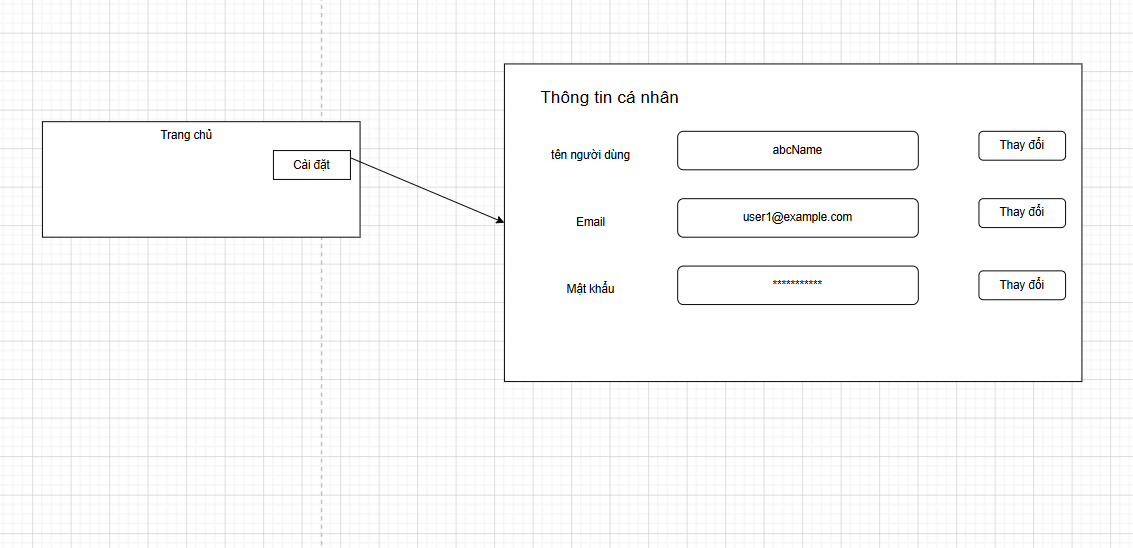 Trang chủ
Cài đặt
Thông tin cá nhân
tên người dùng
abcName
Thay đổi
Email
user1@example.com
Thay đổi
Mật khẩu
***********
Thay đổi